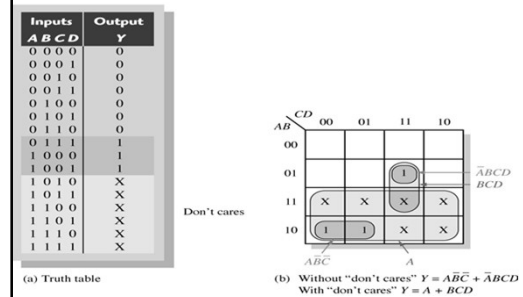 Inputs Output
A B C D Y
0 0 0 0 0
0 0 0 1 0
0 0 1 0 0
0 0 1 1 0
0 1 0 0 0
0 1 0 1 0
0 1 1 0 0
0 1 1 1 1
1 0 0 0 1
1 0 0 1 1
1 0 1 0 X
1 0 1 1 X
1 1 0 0 X
1 1 0 1 X
1 1 1 0 X
1 1 1 1 X
Don't cares
(a) Truth table
CD
AB 00 01 11 10
00
01 1 A̅BCD
BCD
11 X X X X
10 1 1 X X
AB̅C̅ A
(b) Without "don't cares" Y = AB̅C̅ + A̅BCD
With "don't cares" Y = A + BCD